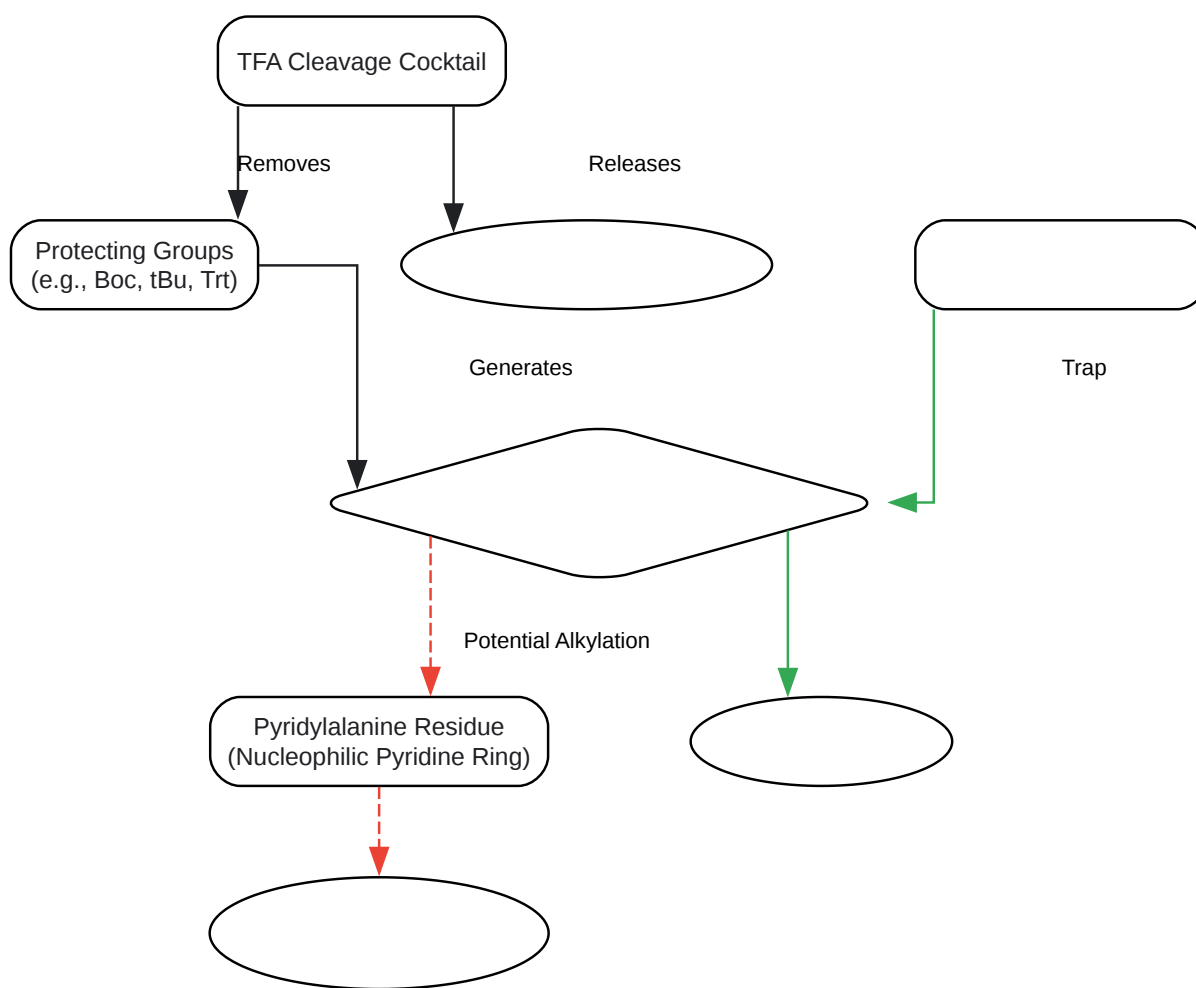 TFA Cleavage Cocktail
Removes
Releases
Protecting Groups
(e.g., Boc, tBu, Trt)
Generates
Trap
Potential Alkylation
Pyridylalanine Residue
(Nucleophilic Pyridine Ring)